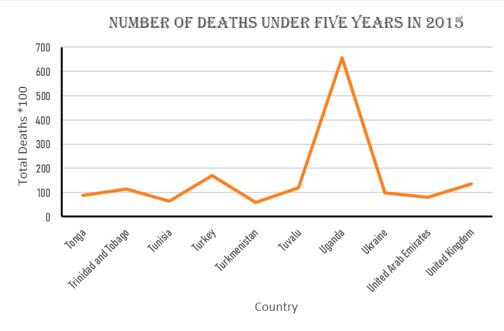 NUMBER OF DEATHS UNDER FIVE YEARS IN 2015
Total Deaths *100
700
600
500
400
300
200
100
0
Tonga
Trinidad and Tobago
Tunisia
Turkey
Turkmenistan
Tuvalu
Uganda
Ukraine
United Arab Emirates
United Kingdom
Country